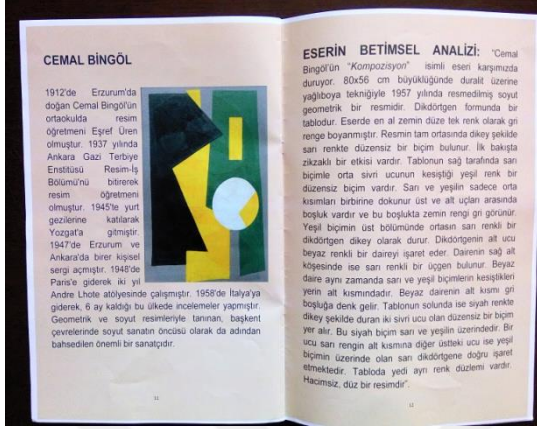 CEMAL BİNGÖL
1912'de Erzurum'da
doğan Cemal Bingöl'ün
ortaokulda resim
öğretmeni Eşref Üren
olmuştur. 1937 yılında
Ankara Gazi Terbiye
Enstitüsü Resim-İş
Bölümü'nü bitirerek
resim öğretmeni
olmuştur. 1945'te yurt
gezilerine katılarak
Yozgat'a gitmiştir.
1947'de Erzurum ve
Ankara'da birer kişisel
sergi açmıştır. 1948'de
Paris'e giderek iki yıl
Andre Lhote atölyesinde çalışmıştır. 1958'de İtalya'ya
giderek, 6 ay kaldığı bu ülkede incelemeler yapmıştır.
Geometrik ve soyut resimleriyle tanınan, başkent
çevrelerinde soyut sanatın öncüsü olarak da adından
bahsedilen önemli bir sanatçıdır.
ESERİN BETİMSEL ANALİZİ: "Cemal
Bingöl'ün "Kompozisyon" isimli eseri karşımızda
duruyor. 80x56 cm büyüklüğünde duralit üzerine
yağlıboya tekniğiyle 1957 yılında resmedilmiş soyut
geometrik bir resmidir. Dikdörtgen formunda bir
tablodur. Eserde en al zemin düze tek renk olarak gri
renge boyanmıştır. Resmin tam ortasında dikey şekilde
sarı renkte düzensiz bir biçim bulunur. İlk bakışta
zikzaklı bir etkisi vardır. Tablonun sağ tarafında sarı
biçimle orta sivri ucunun kesiştiği yeşil renk bir
düzensiz biçim vardır. Sarı ve yeşilin sadece orta
kısımları birbirine dokunur üst ve alt uçları arasında
boşluk vardır ve bu boşlukta zemin rengi gri görünür.
Yeşil biçimin üst bölümünde ortasın sarı renkli bir
dikdörtgen dikey olarak durur. Dikdörtgenin alt ucu
beyaz renkli bir daireyi işaret eder. Dairenin sağ alt
köşesinde ise sarı renkli bir üçgen bulunur. Beyaz
daire aynı zamanda sarı ve yeşil biçimlerin kesiştikleri
yerin alt kısmındadır. Beyaz dairenin alt kısmı gri
boşluğa denk gelir. Tablonun solunda ise siyah renkte
dikey şekilde duran iki sivri ucu olan düzensiz bir biçim
yer alır. Bu siyah biçim sarı ve yeşilin üzerindedir. Bir
ucu sarı rengin alt kısmına diğer üstteki ucu ise yeşil
biçimin üzerinde olan sarı dikdörtgene doğru işaret
etmektedir. Tabloda yedi ayrı renk düzlemi vardır.
Hacimsiz, düz bir resimdir".